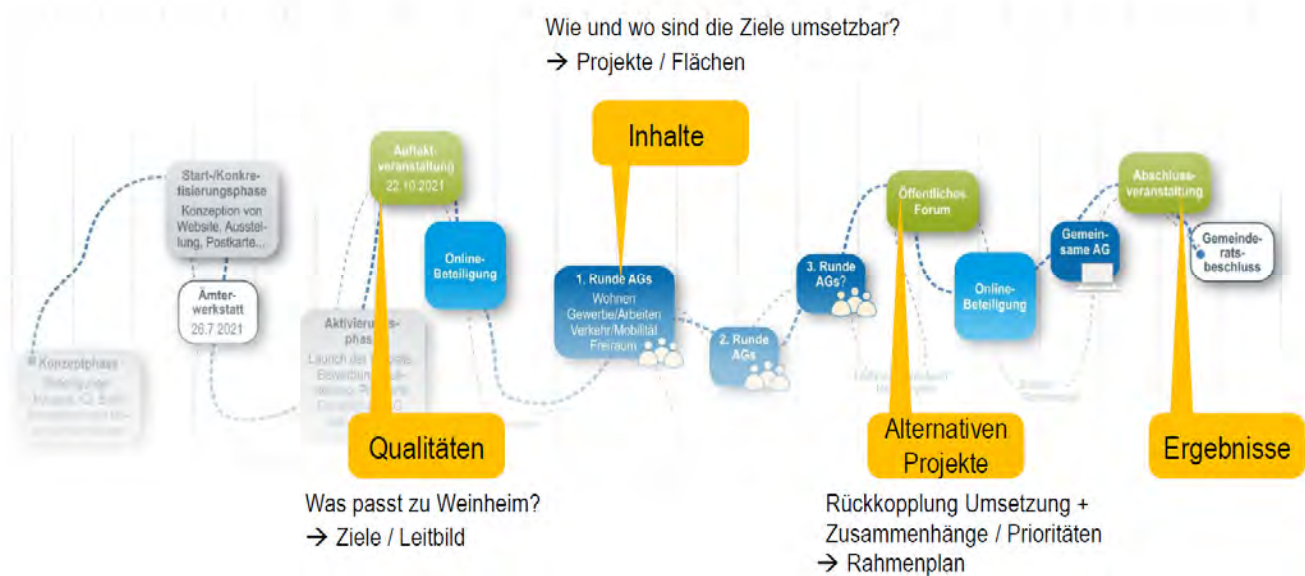 Wie und wo sind die Ziele umsetzbar?
→ Projekte / Flächen
Inhalte
Start-/Konkre-
tisierungsphase
Konzeption von
Website, Ausstel-
lung, Postkarte...
Ämter-
werkstatt
26.7.2021
Konzeptphase
Auftakt-
veranstaltung
22.10.2021
Online-
Beteiligung
Aktivierungs-
Launch der
Qualitäten
Was passt zu Weinheim?
→ Ziele / Leitbild
1. Runde AGs
Wohnen
Gewerbe/Arbeiten
Verkehr/Mobilität
Freiraum
2. Runde
AGs
3. Runde
AGs?
Öffentliches
Forum
Online-
Beteiligung
Gemein-
same AG
Abschluss-
veranstaltung
Gemeinde-
rats-
beschluss
Alternativen
Projekte
Rückkopplung Umsetzung +
Zusammenhänge / Prioritäten
→ Rahmenplan
Ergebnisse